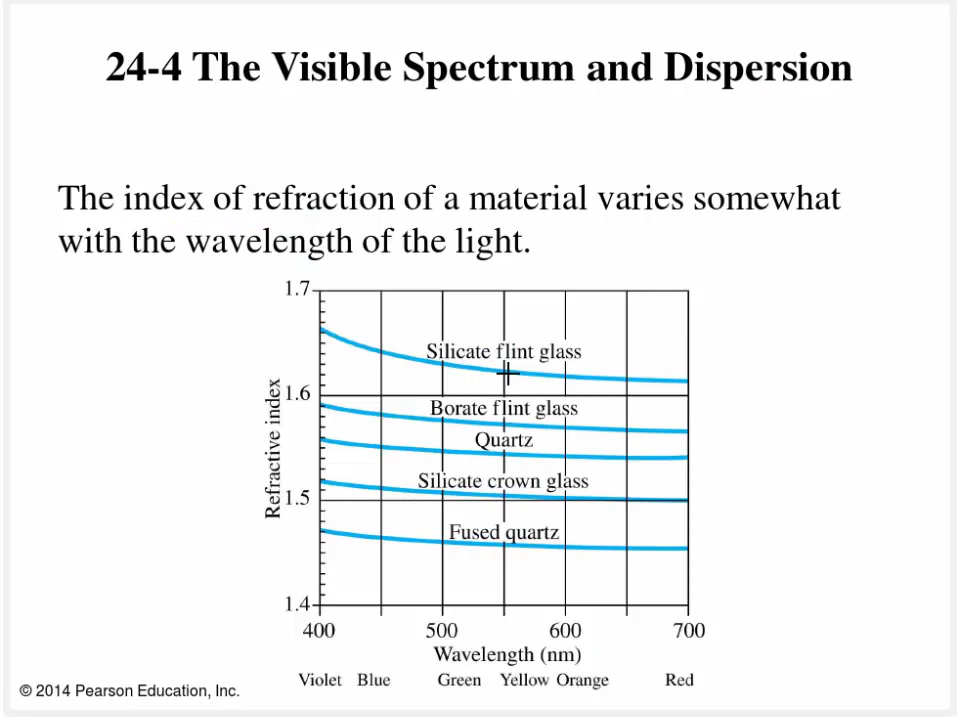 24-4 The Visible Spectrum and Dispersion
The index of refraction of a material varies somewhat
with the wavelength of the light.
1.7
Silicate flint glass
1.6
Borate flint glass
Quartz
Silicate crown glass
1.5
Fused quartz
1.4
Refractive index
400 500 600 700
Wavelength (nm)
Violet Blue Green Yellow Orange Red
© 2014 Pearson Education, Inc.